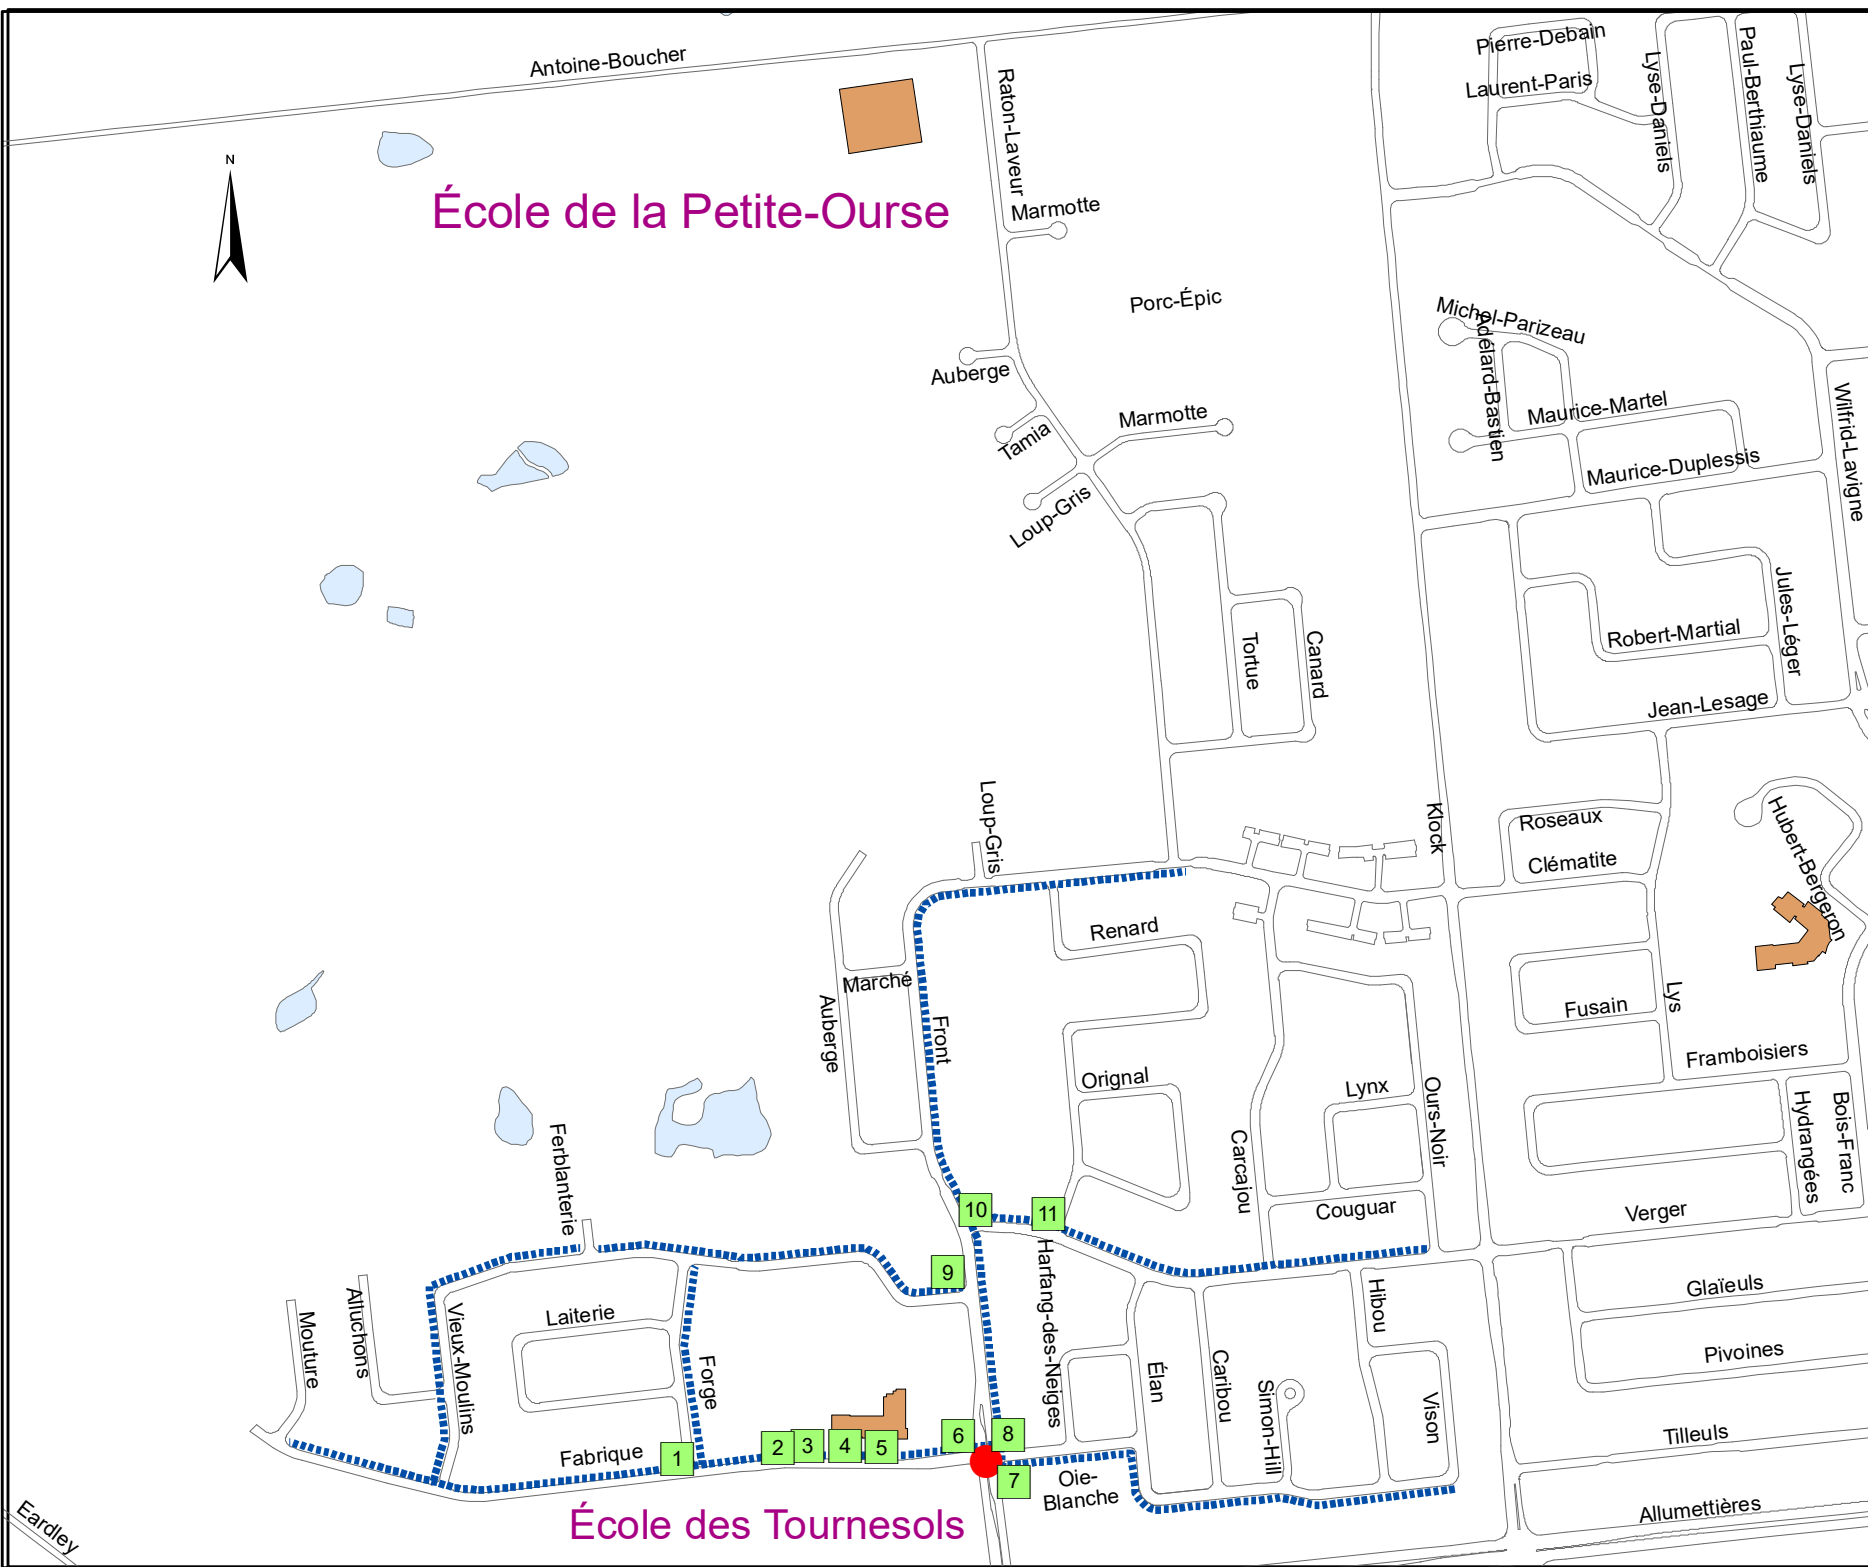 Antoine-Boucher
Pierre-Debain
Laurent-Paris
Lyse-Daniels
Paul-Berthiaume
Lyse-Daniels
Raton-Laveur
N
École de la Petite-Ourse
Marmotte
Porc-Épic
Michel-Parizeau
Adélard-Bastien
Auberge
Maurice-Martel
Wilfrid-Lavigne
Marmotte
Tamia
Maurice-Duplessis
Loup-Gris
Jules-Léger
Robert-Martial
Tortue
Canard
Jean-Lesage
Loup-Gris
Klock
Roseaux
Hubert-Bergeron
Clématite
Renard
Marché
Auberge
Front
Fusain
Lys
Framboisiers
Orignal
Lynx
Ours-Noir
Hydrangées
Bois-Franc
Ferblanterie
Carcajou
10
11
Couguar
Verger
9
Harfang-des-Neiges
Hibou
Glaïeuls
Mouture
Alluchons
Vieux-Moulins
Laiterie
Forge
Élan
Caribou
Simon-Hill
Vison
Pivoines
Tilleuls
Fabrique
1
2
3
4
5
6
8
7
Oie-
Blanche
Allumettières
École des Tournesols
Eardley